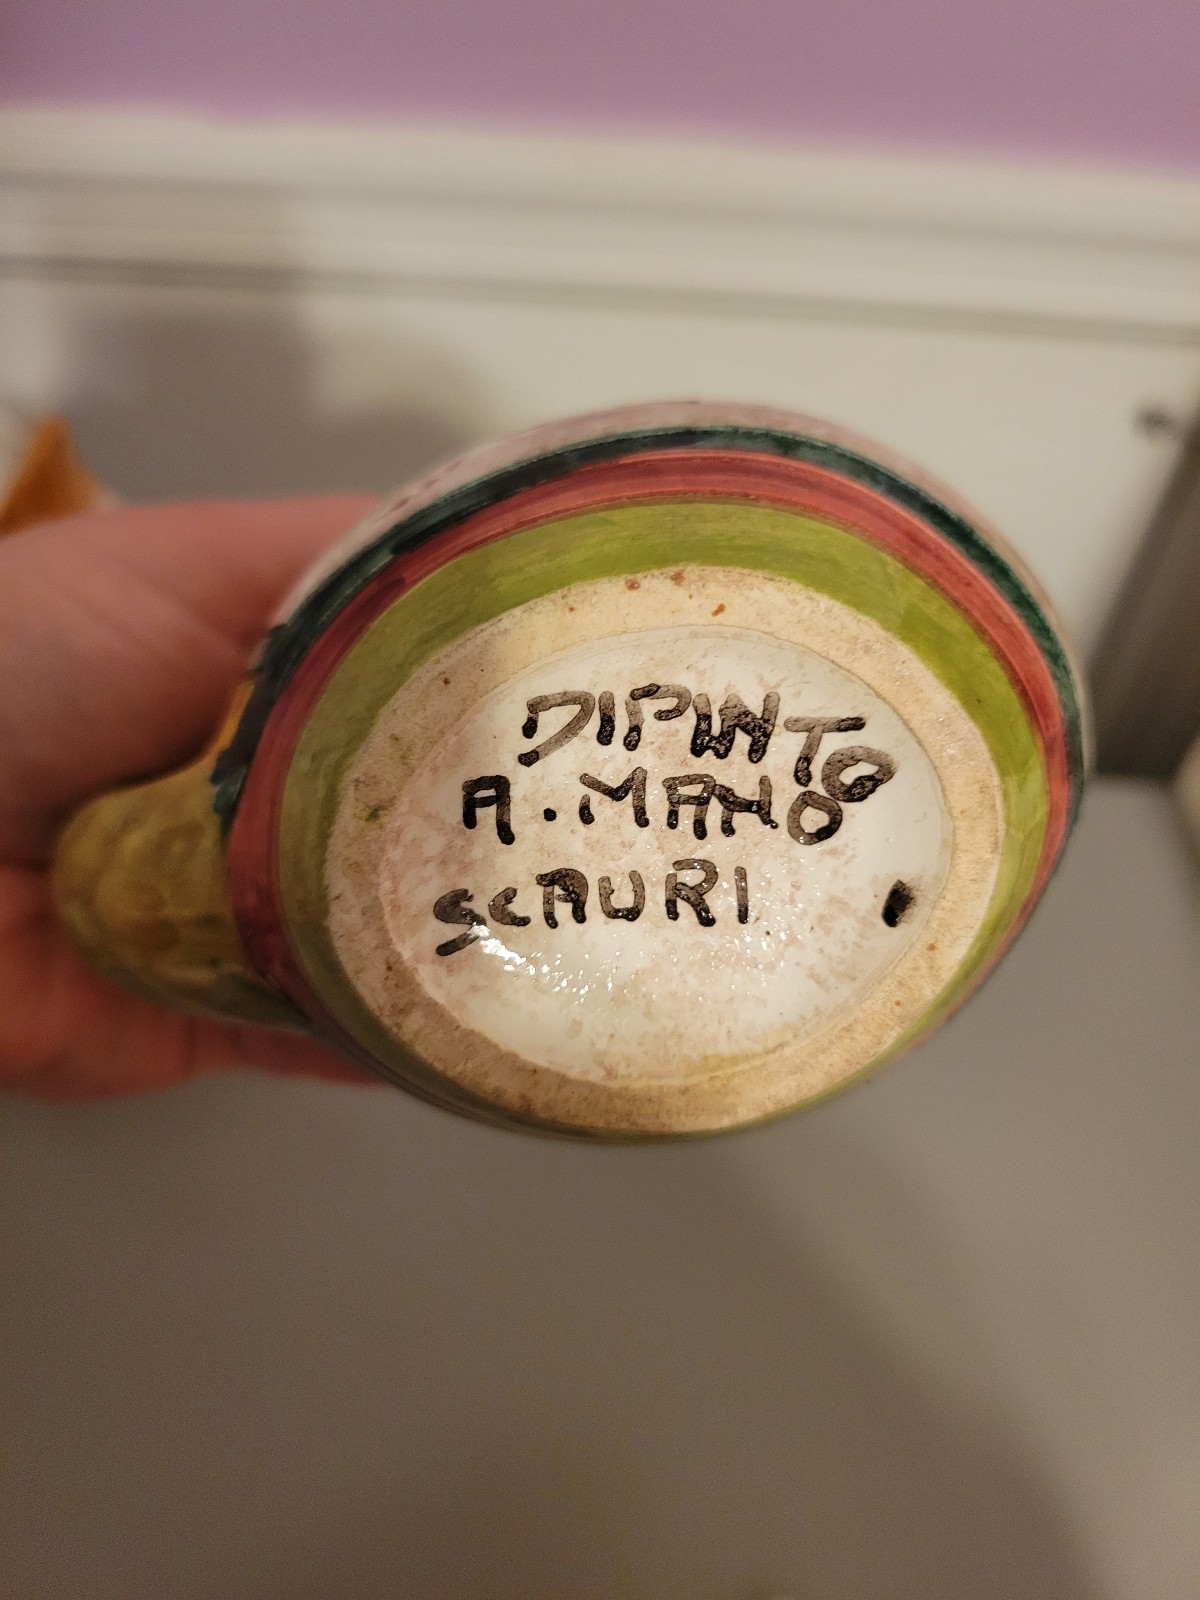 DIPINTO
A. MANO
SCAURI